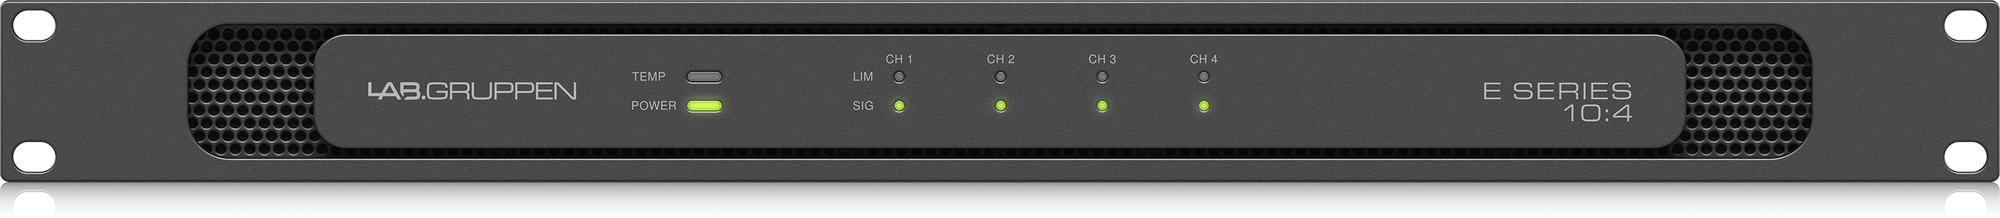 LAB.GRUPPEN
TEMP
POWER
CH 1 CH 2 CH 3 CH 4
LIM
SIG
E SERIES
10:4